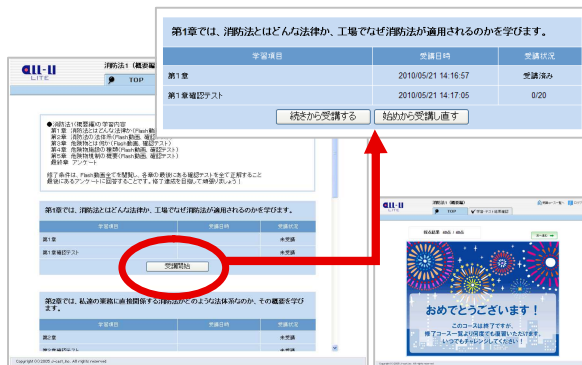 第1章では、消防法とはどんな法律か、工場でなぜ消防法が適用されるのかを学びます。
学習項目 受講日時 受講状況
第1章 2010/05/21 14:16:57 受講済み
第1章確認テスト 2010/05/21 14:17:05 0/20
続きから受講する 始めから受講し直す
ALL-U
LITE
消防法1(概要編
TOP
●消防法1(概要編)の学習内容
第1章 消防法とはどんな法律か(Flash動
第2章 消防法の法体系(Flash動画、確認
第3章 危険物とは何か(Flash動画、確認テスト)
第4章 危険物施設の種類(Flash動画、確認テスト)
第5章 危険物規制の概要(Flash動画、確認テスト)
最終章 アンケート
修了条件は、Flash動画全てを閲覧し、各章の最後にある確認テストを全て正解すること
最後にあるアンケートに回答することです。修了達成を目指して頑張りましょう!
第1章では、消防法とはどんな法律か、工場でなぜ消防法が適用されるのかを学びます。
学習項目 受講日時 受講状況
第1章 未受講
第1章確認テスト 未受講
受講開始
第2章では、私達の業務に直接関係する消防法がどのような法体系なのか、その概要を学び
ます。
学習項目 受講日時 受講状況
第2章 未受講
第2章確認テスト 未受講
ALL-U
LITE
消防法1(概要編)
TOP
おめでとうございます!
このコースは終了ですが、
修了コース一覧より何度でも復習いただけます。
いつでもチャレンジしてください!